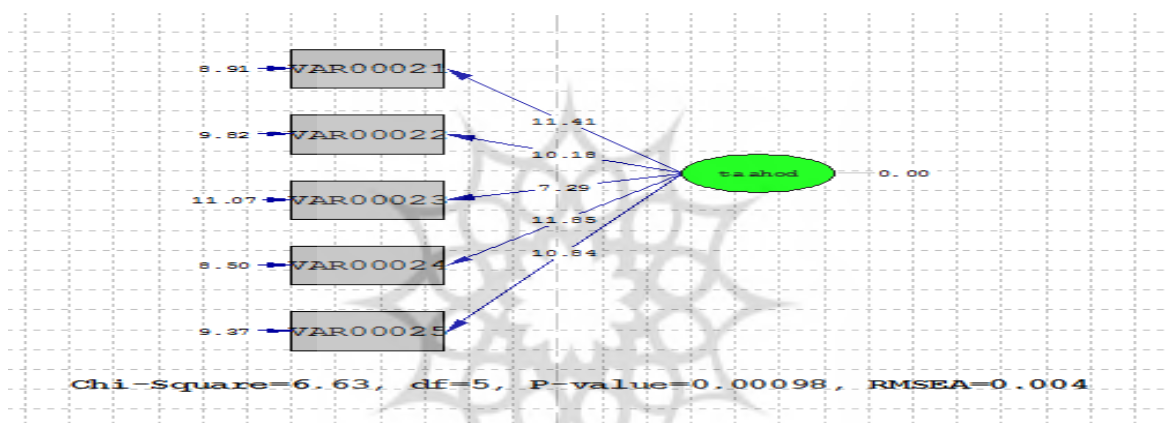 8.91 VAR00021
11.41
9.82 VAR00022
10.18
taahod 0.00
7.29
11.07 VAR00023
11.85
10.84
8.50 VAR00024
9.37 VAR00025
Chi-Square=6.63, df=5, P-value=0.00098, RMSEA=0.004